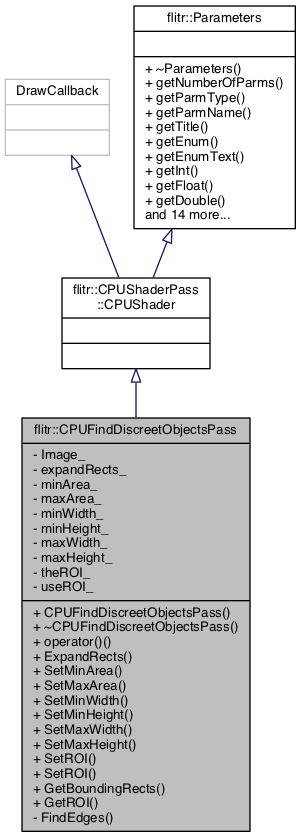 flitr::Parameters
+ ~Parameters()
+ getNumberOfParms()
+ getParmType()
+ getParmName()
+ getTitle()
+ getEnum()
+ getEnumText()
+ getInt()
+ getFloat()
+ getDouble()
and 14 more...
DrawCallback
flitr::CPUShaderPass
::CPUShader
flitr::CPUFindDiscreetObjectsPass
- Image_
- expandRects_
- minArea_
- maxArea_
- minWidth_
- minHeight_
- maxWidth_
- maxHeight_
- theROI_
- useROI_
+ CPUFindDiscreetObjectsPass()
+ ~CPUFindDiscreetObjectsPass()
+ operator()()
+ ExpandRects()
+ SetMinArea()
+ SetMaxArea()
+ SetMinWidth()
+ SetMinHeight()
+ SetMaxWidth()
+ SetMaxHeight()
+ SetROI()
+ SetROI()
+ GetBoundingRects()
+ GetROI()
- FindEdges()